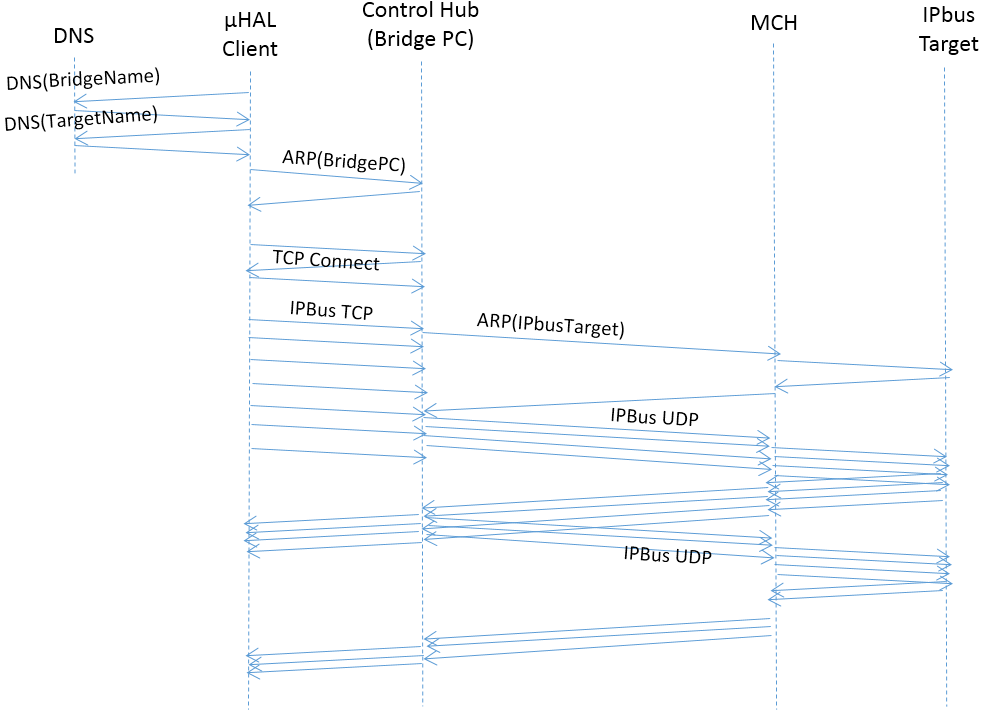 DNS
µHAL
Client
Control Hub
(Bridge PC)
MCH
IPbus
Target
DNS(BridgeName)
DNS(TargetName)
ARP(BridgePC)
TCP Connect
IPBus TCP
ARP(IPbusTarget)
IPBus UDP
IPBus UDP